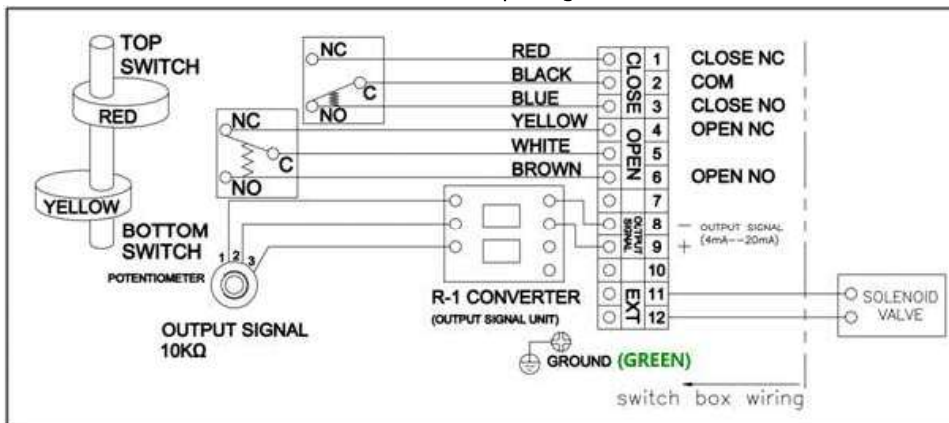 TOP
SWITCH
RED
YELLOW
BOTTOM
SWITCH
NC
C
NO
NC
C
NO
RED
BLACK
BLUE
YELLOW
WHITE
BROWN
CLOSE
OPEN
OUTPUT
SIGNAL
EXT
1
2
3
4
5
6
7
8
9
10
11
12
CLOSE NC
COM
CLOSE NO
OPEN NC
OPEN NO
− OUTPUT SIGNAL
+ (4mA--20mA)
1 2 3
POTENTIOMETER
OUTPUT SIGNAL
10KΩ
R-1 CONVERTER
(OUTPUT SIGNAL UNIT)
GROUND (GREEN)
SOLENOID
VALVE
switch box wiring